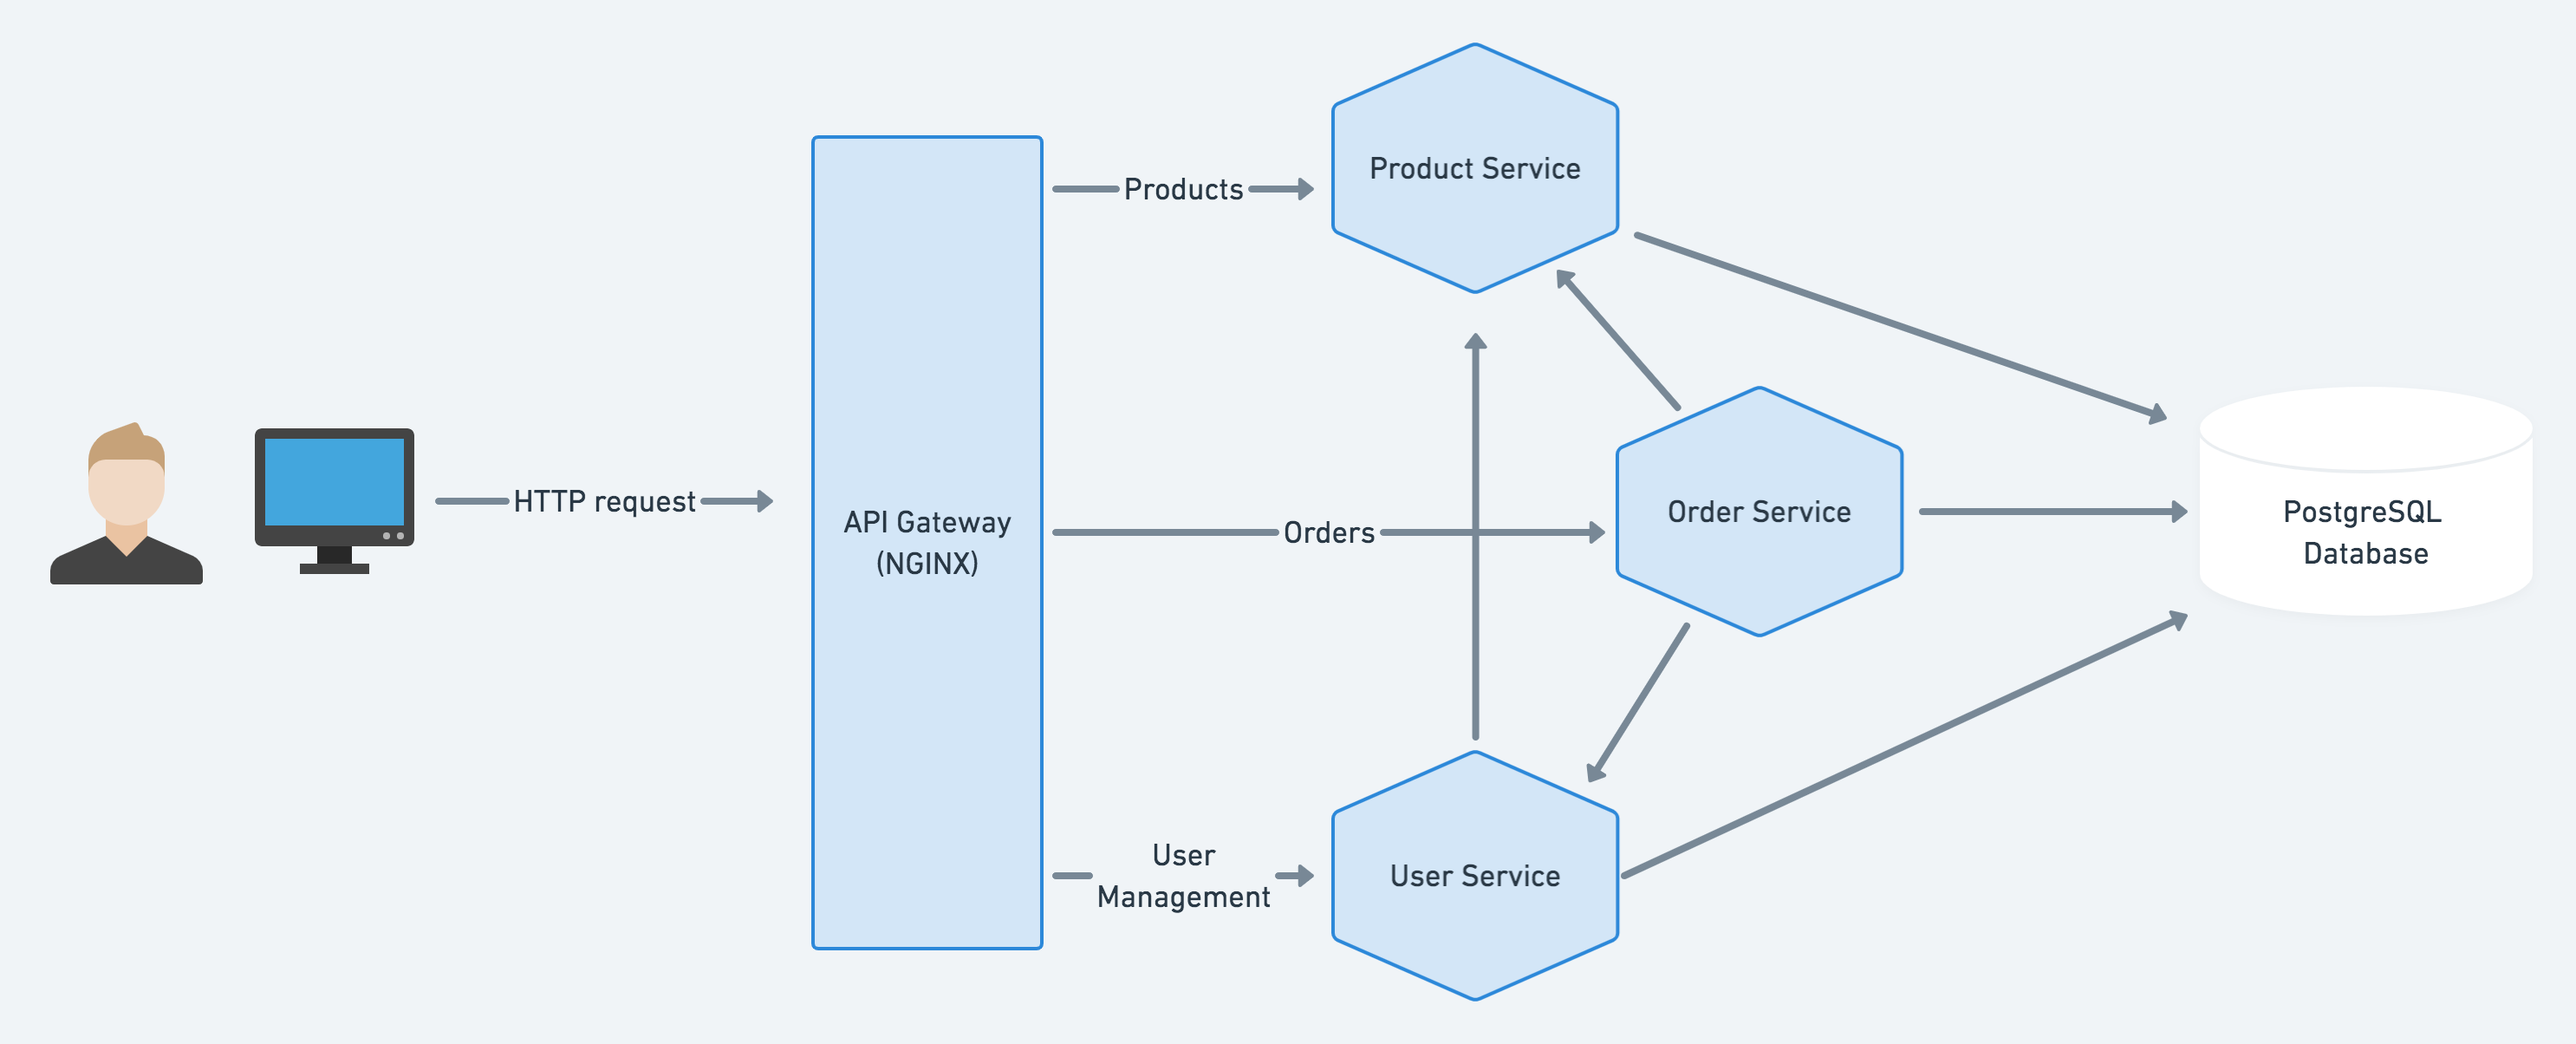 HTTP request
API Gateway
(NGINX)
Products
Orders
User
Management
Product Service
Order Service
User Service
PostgreSQL
Database